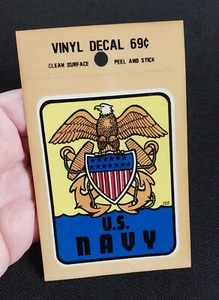 VINYL DECAL 69¢
CLEAN SURFACE PEEL AND STICK
U.S.
NAVY